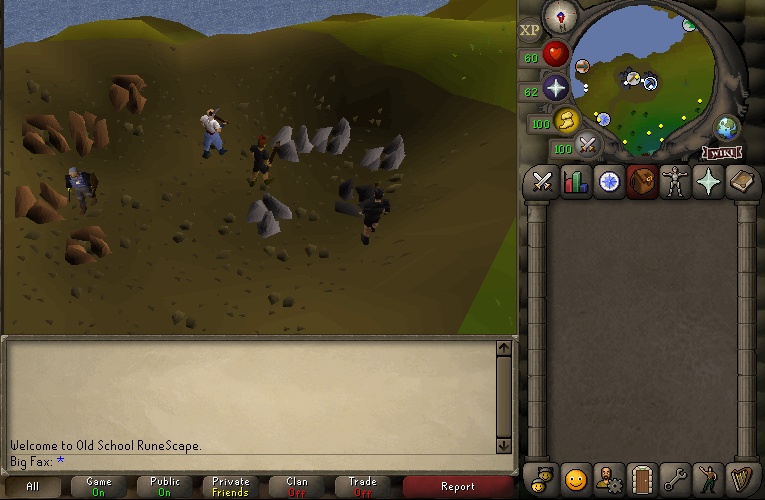 XP
60
62
100
100
WIKI
Welcome to Old School RuneScape.
Big Fax: *
All
Game
On
Public
On
Private
Friends
Clan
Off
Trade
Off
Report